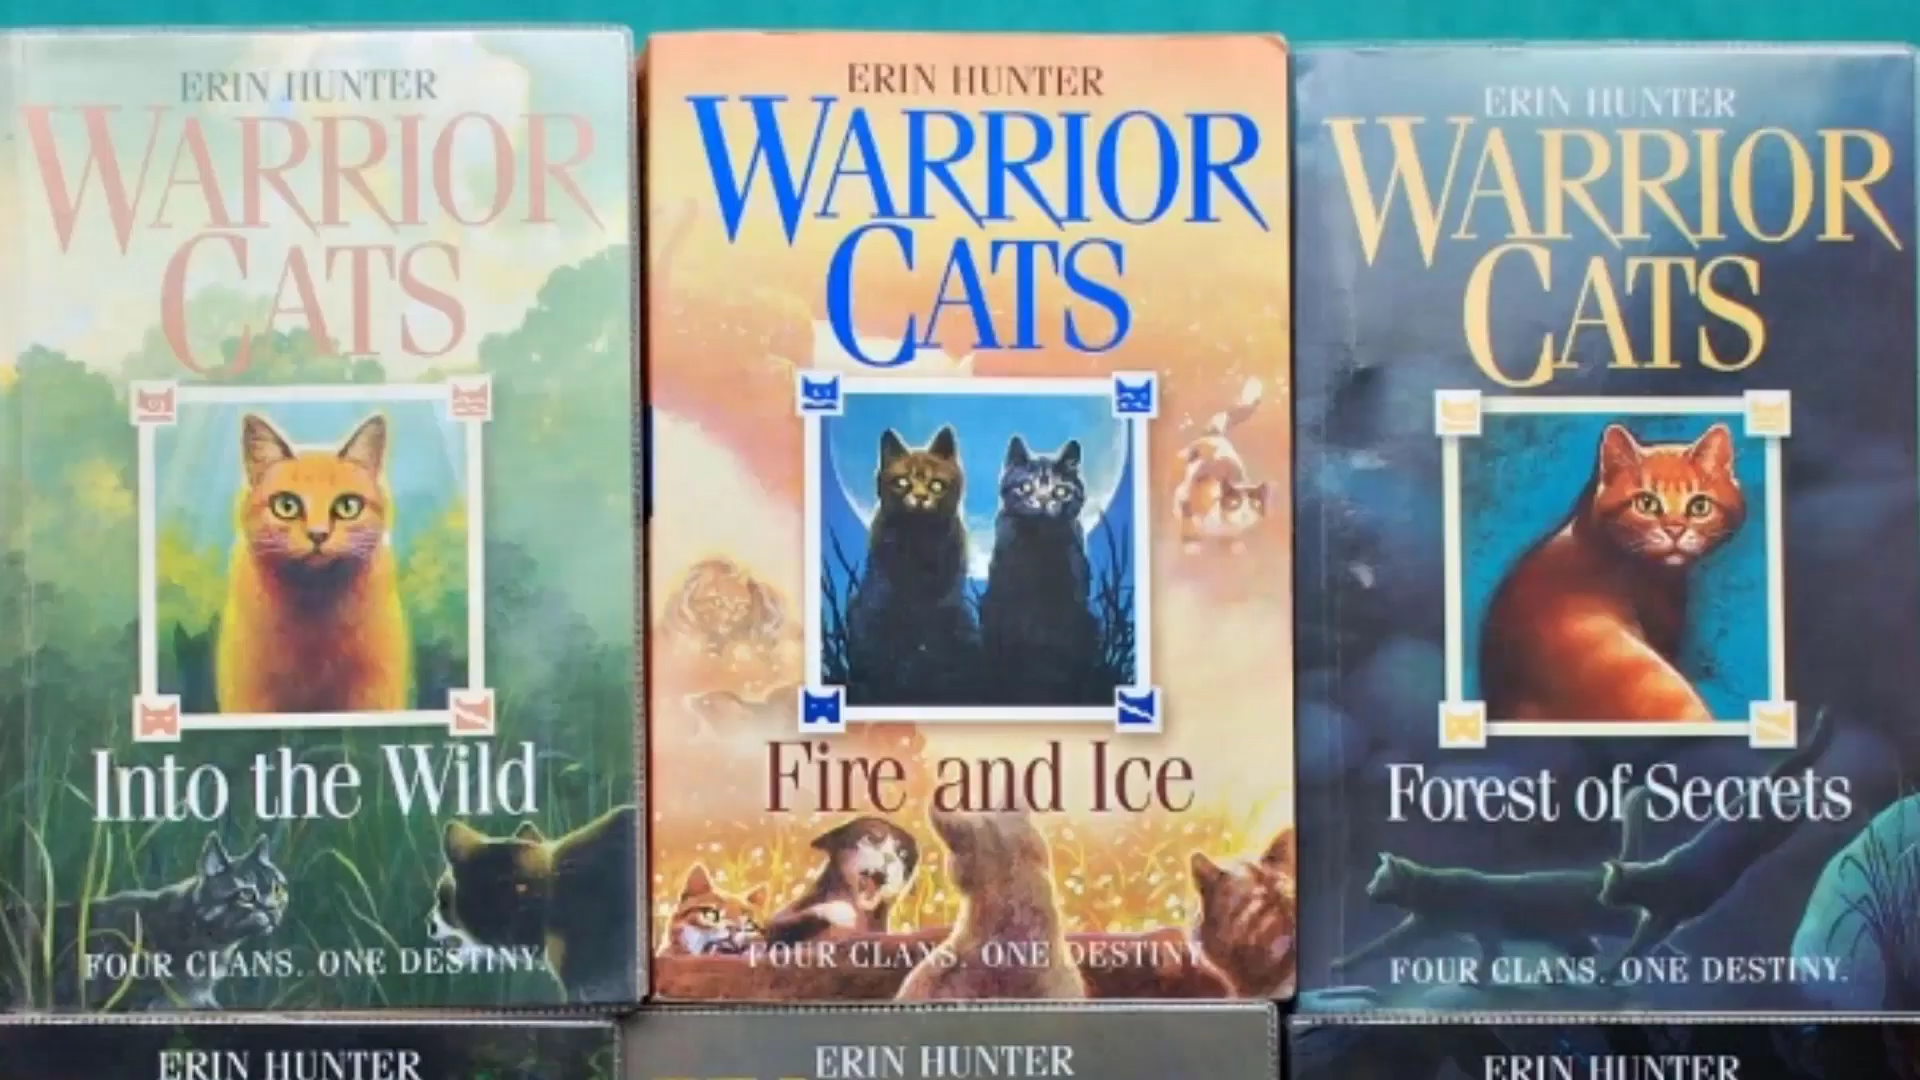 ERIN HUNTER
WARRIOR
CATS
Into the Wild
FOUR CLANS. ONE DESTINY.
ERIN HUNTER
WARRIOR
CATS
Fire and Ice
FOUR CLANS. ONE DESTINY
ERIN HUNTER
WARRIOR
CATS
Forest of Secrets
FOUR CLANS. ONE DESTINY.
ERIN HUNTER
ERIN HUNTER
ERIN HUNTER